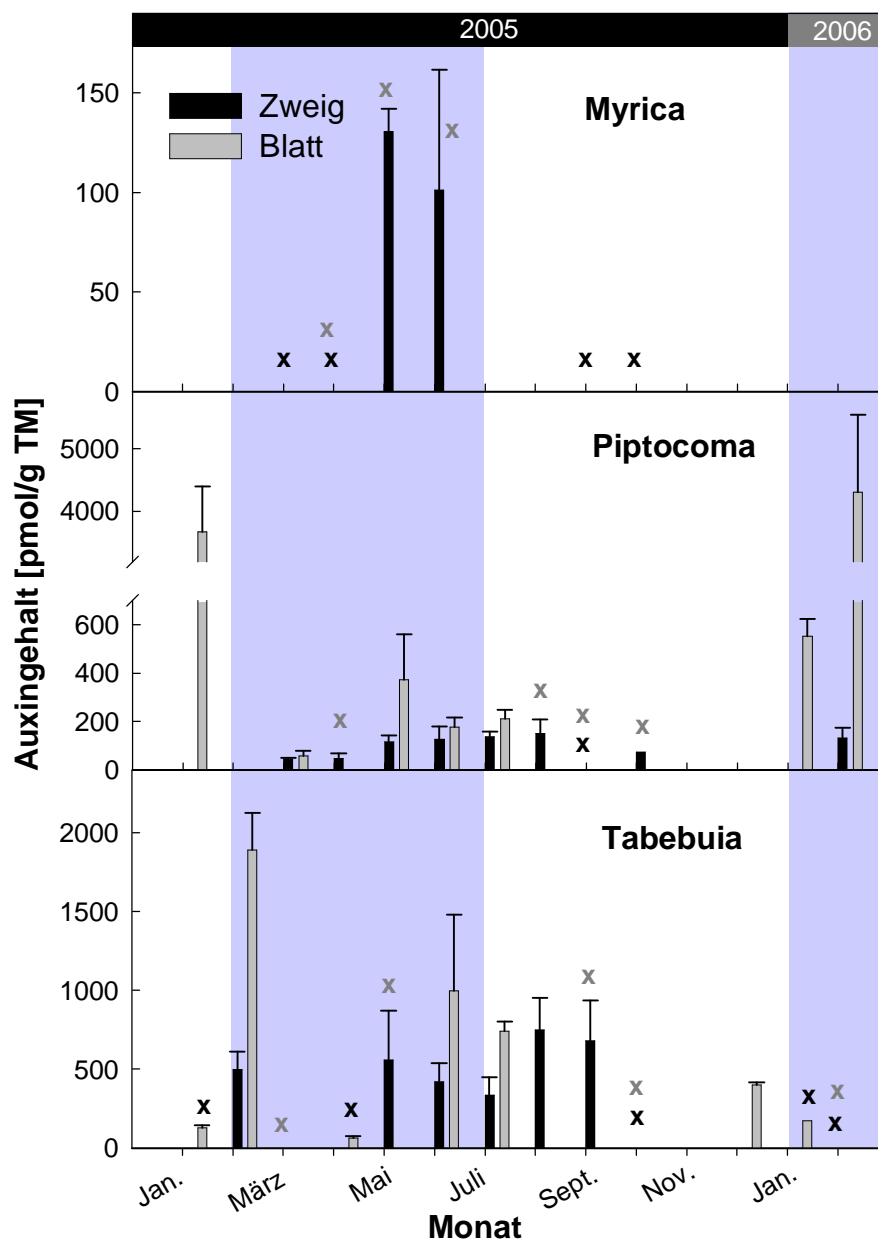 2005 2006
Zweig
Blatt
Myrica
150
100
50
0
x x
x
x x x x
Auxingehalt [pmol/g TM]
Piptocoma
5000
4000
600
400
200
0
x x x x
x
Tabebuia
2000
1500
1000
500
0
x x
x x x x x
x x x x
Jan. März Mai Juli Sept. Nov. Jan.
Monat